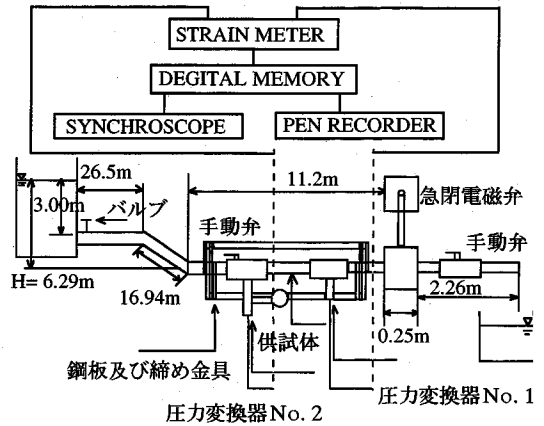 STRAIN METER
DEGITAL MEMORY
SYNCHROSCOPE
PEN RECORDER
26.5m
11.2m
急閉電磁弁
3.00m
バルブ
手動弁
手動弁
H= 6.29m
16.94m
2.26m
0.25m
供試体
鋼板及び締め金具
圧力変換器No. 1
圧力変換器No. 2